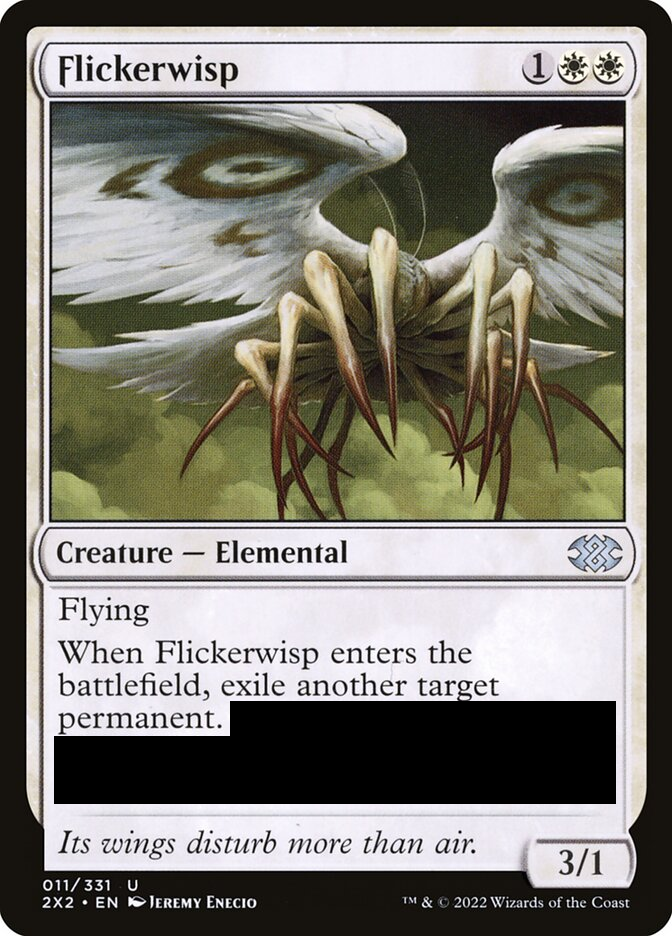 Flickerwisp 1
Creature — Elemental
Flying
When Flickerwisp enters the
battlefield, exile another target
permanent.
Its wings disturb more than air.
3/1
011/331 U
2X2 • EN JEREMY ENECIO
™ & © 2022 Wizards of the Coast